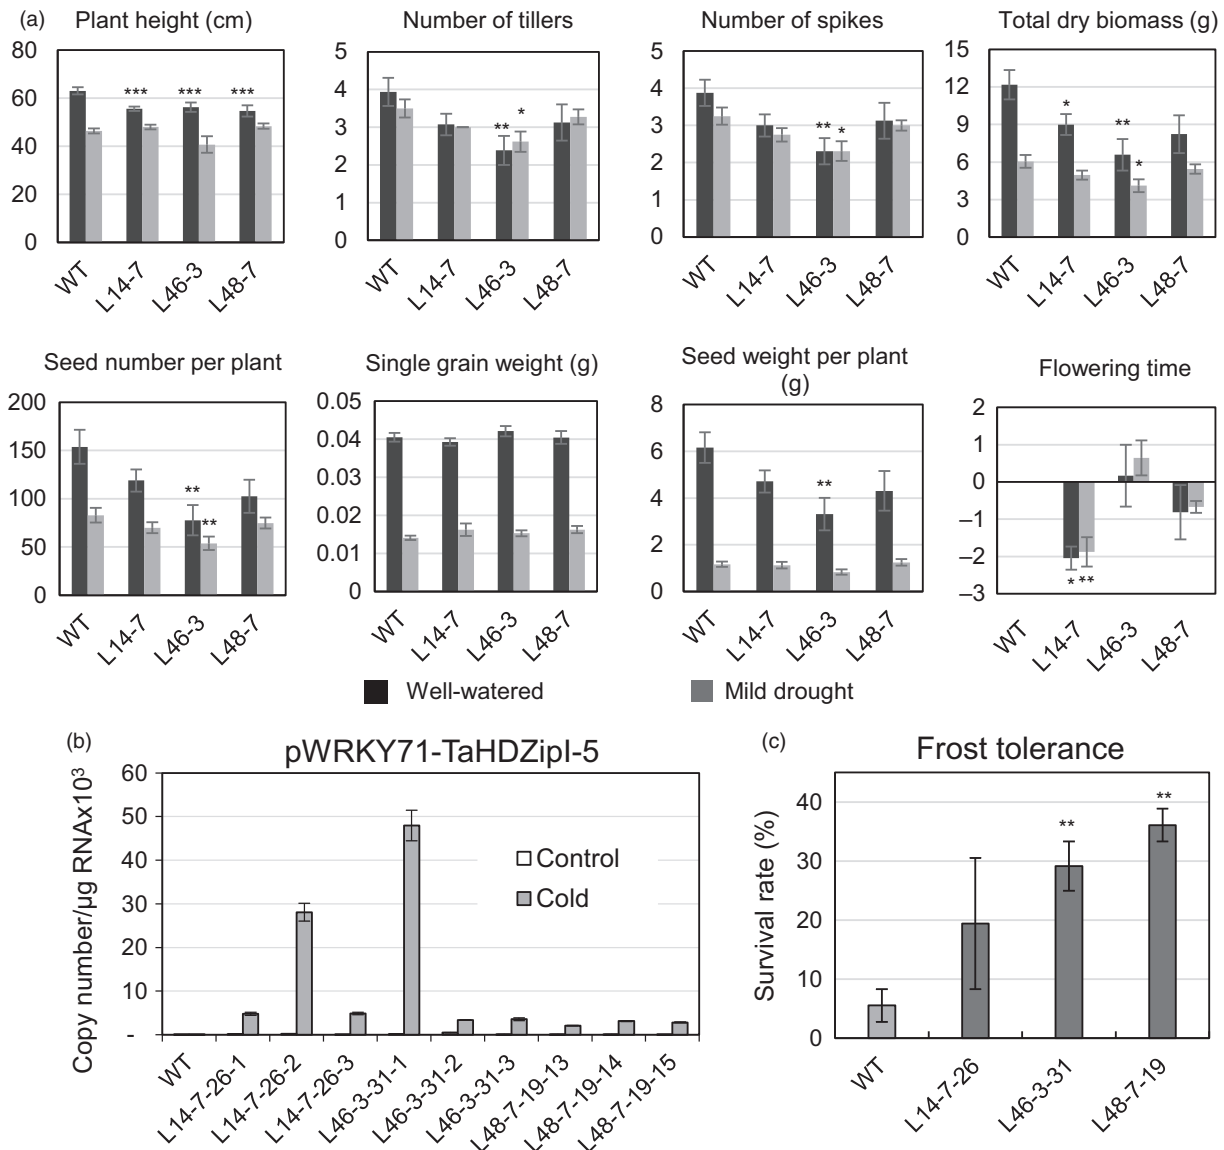 (a)
Plant height (cm)
Number of tillers
Number of spikes
Total dry biomass (g)
80
60
40
20
0
*** *** ***
WT
L14-7
L46-3
L48-7
5
4
3
2
1
0
** *
WT
L14-7
L46-3
L48-7
5
4
3
2
1
0
** *
WT
L14-7
L46-3
L48-7
15
12
9
6
3
0
* ** *
WT
L14-7
L46-3
L48-7
Seed number per plant
Single grain weight (g)
Seed weight per plant
(g)
Flowering time
200
150
100
50
0
** **
WT
L14-7
L46-3
L48-7
0.05
0.04
0.03
0.02
0.01
0
WT
L14-7
L46-3
L48-7
8
6
4
2
0
**
WT
L14-7
L46-3
L48-7
2
1
0
–1
–2
–3
* **
WT
L14-7
L46-3
L48-7
Well-watered
Mild drought
(b)
pWRKY71-TaHDZipI-5
Copy number/µg RNAx10³
60
50
40
30
20
10
-
Control
Cold
WT
L14-7-26-1
L14-7-26-2
L14-7-26-3
L46-3-31-1
L46-3-31-2
L46-3-31-3
L48-7-19-13
L48-7-19-14
L48-7-19-15
(c)
Frost tolerance
Survival rate (%)
40
30
20
10
0
** **
WT
L14-7-26
L46-3-31
L48-7-19